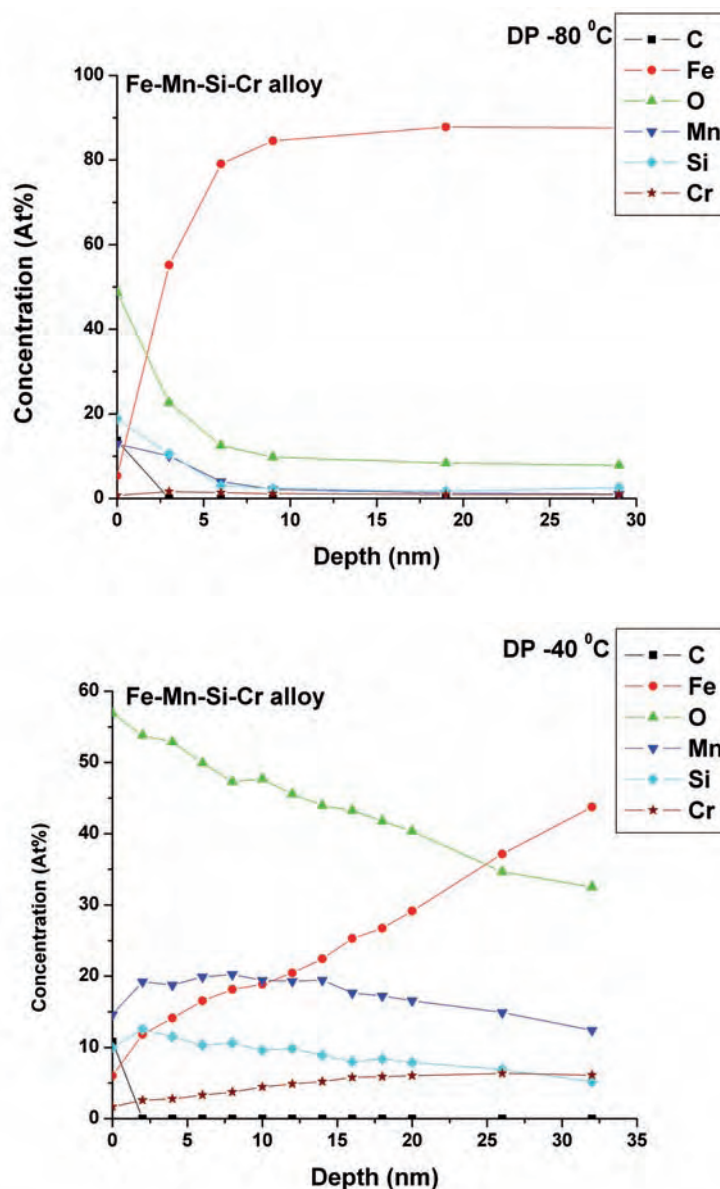 DP -80 ⁰C
Fe-Mn-Si-Cr alloy
C
Fe
O
Mn
Si
Cr
Concentration (At%)
100
80
60
40
20
0
0 5 10 15 20 25 30
Depth (nm)
DP -40 ⁰C
Fe-Mn-Si-Cr alloy
C
Fe
O
Mn
Si
Cr
Concentration (At%)
60
50
40
30
20
10
0
0 5 10 15 20 25 30 35
Depth (nm)